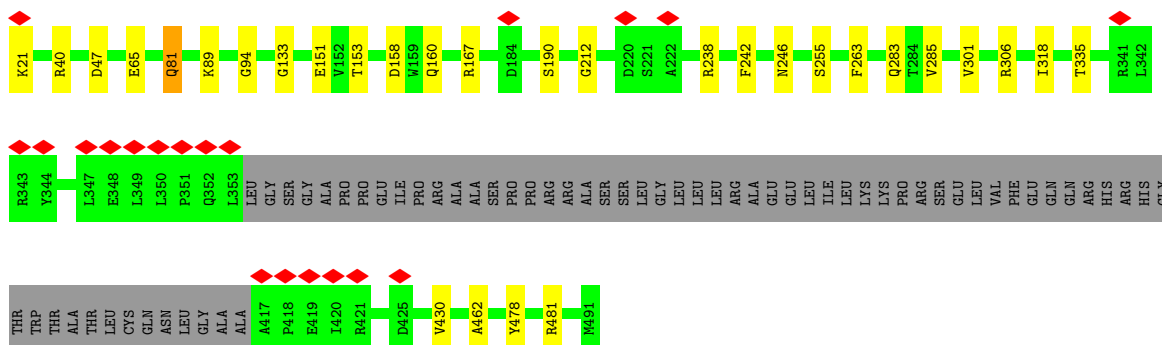 K21 R40 D47 E65 Q81 K89 G94 G133 E151 V152 T153 D158 W159 Q160 R167 D184 S190 G212 D220 S221 A222 R238 F242 N246 S255 F263 Q283 T284 V285 V301 R306 I318 T335 R341 L342
R343 Y344 L347 E348 L349 L350 P351 Q352 L353 LEU GLY SER GLY ALA PRO PRO GLU ILE PRO ARG ALA ALA SER PRO PRO ARG ARG ALA SER SER LEU GLY LEU LEU LEU ARG ALA GLU GLU LEU ILE LEU LYS LYS PRO ARG SER GLU LEU VAL PHE GLU GLN GLN ARG HIS ARG HIS GLY
THR TRP THR ALA THR LEU CYS GLN ASN LEU GLY ALA ALA A417 P418 E419 I420 R421 D425 V430 A462 Y478 R481 M491